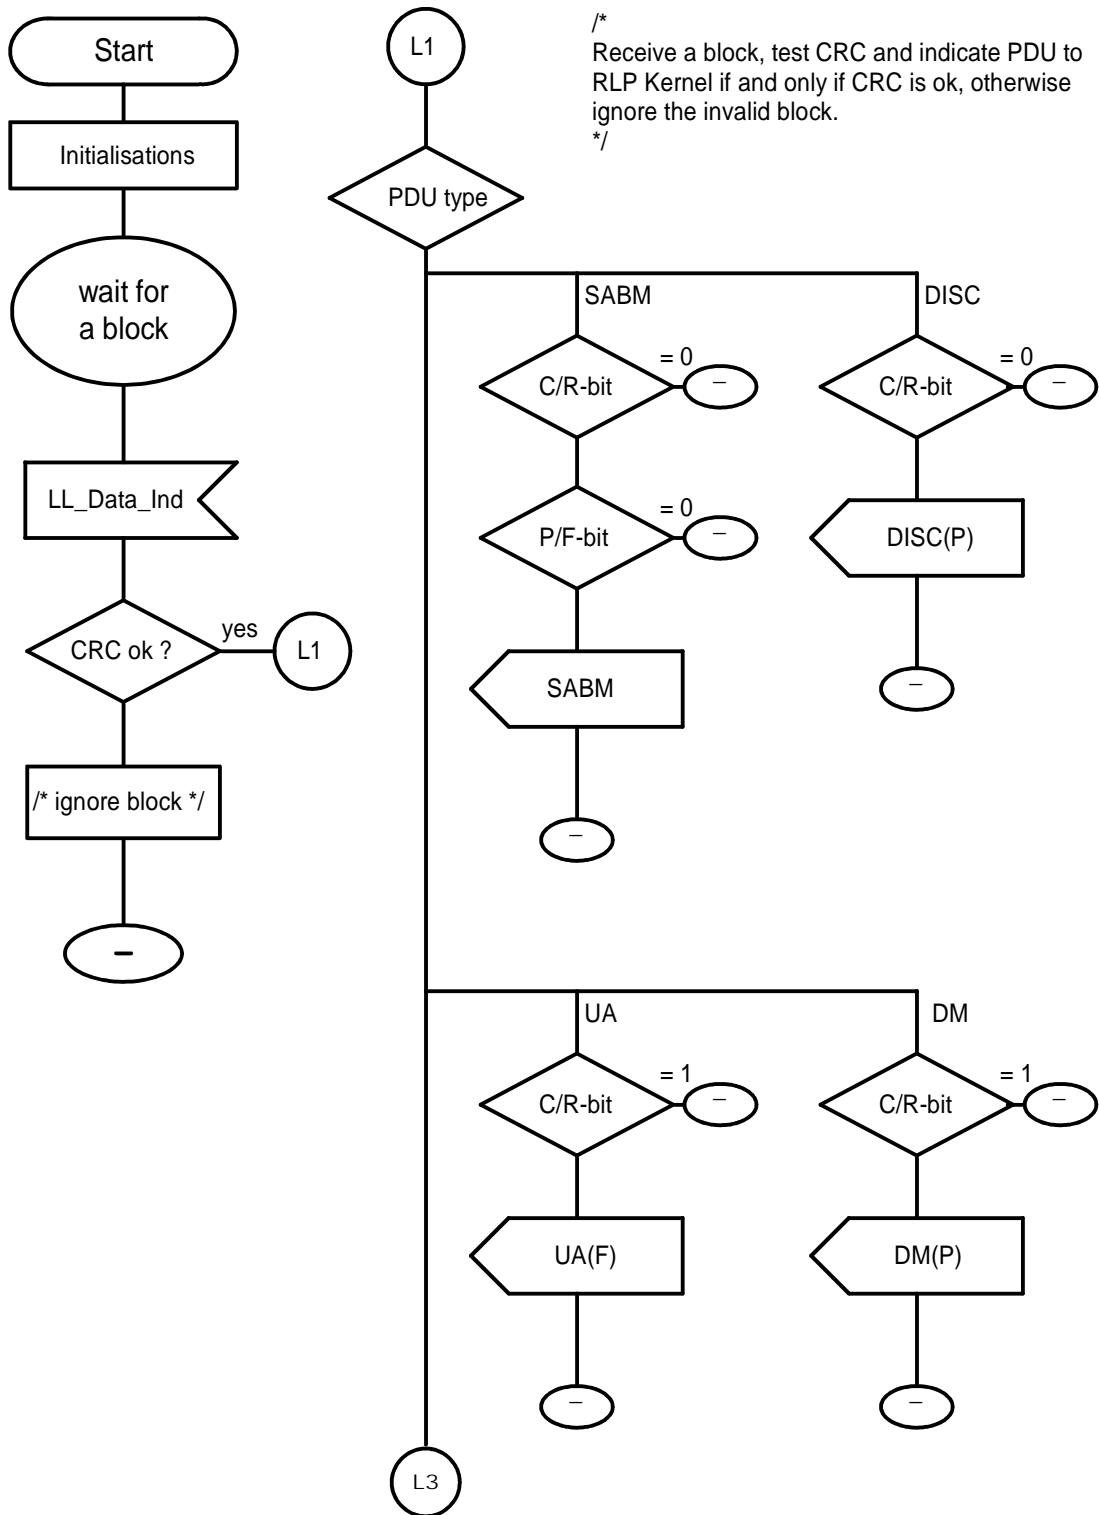 Start
Initialisations
wait for
a block
LL_Data_Ind
CRC ok ?
yes
L1
/* ignore block */
–
L1
/*
Receive a block, test CRC and indicate PDU to
RLP Kernel if and only if CRC is ok, otherwise
ignore the invalid block.
*/
PDU type
SABM
C/R-bit
= 0
–
P/F-bit
= 0
–
SABM
–
DISC
C/R-bit
= 0
–
DISC(P)
–
UA
C/R-bit
= 1
–
UA(F)
–
DM
C/R-bit
= 1
–
DM(P)
–
L3